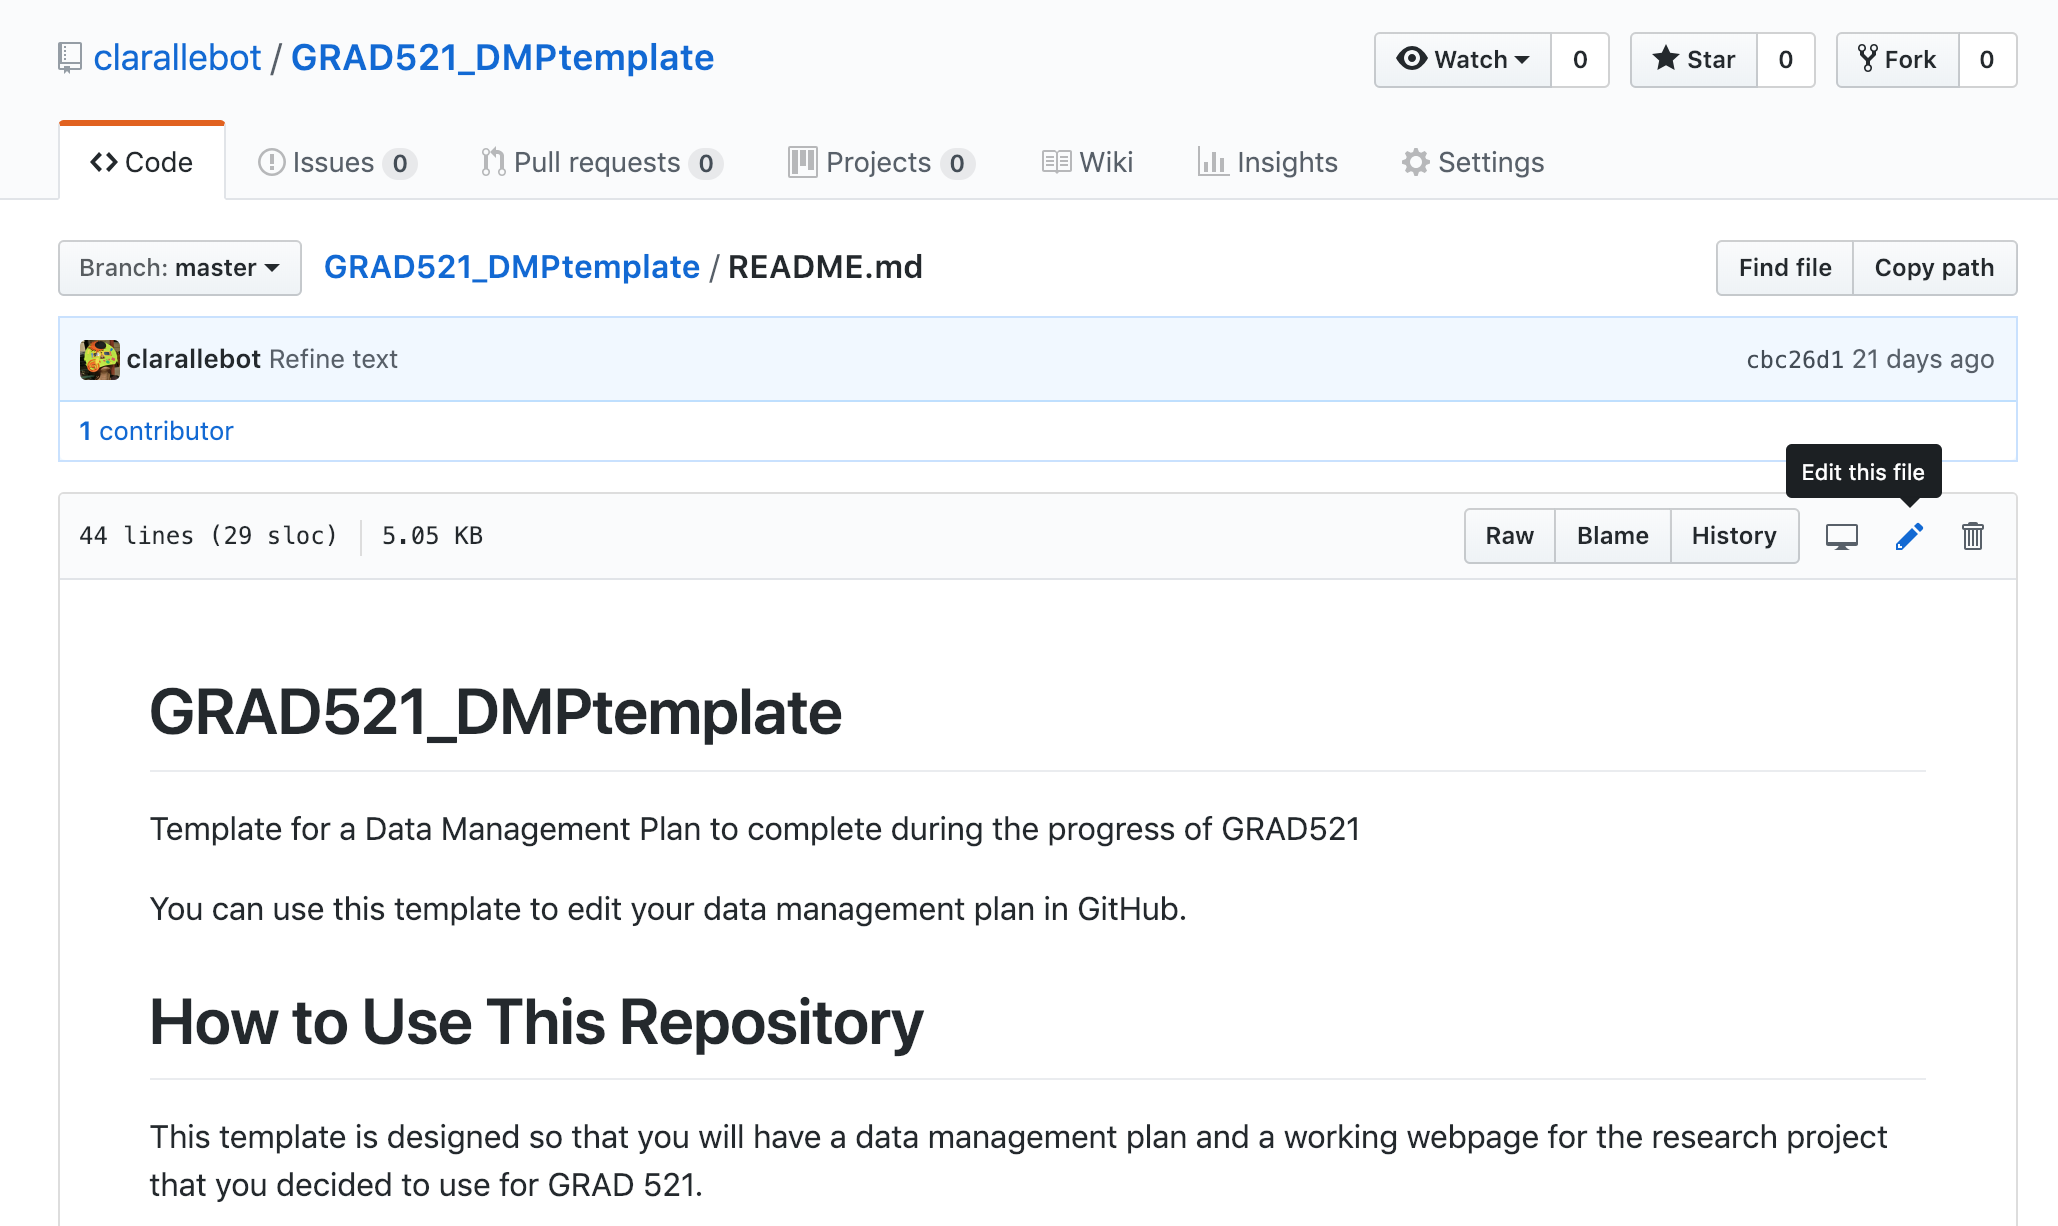 clarallebot / GRAD521_DMPtemplate
Watch 0 Star 0 Fork 0
Code Issues 0 Pull requests 0 Projects 0 Wiki Insights Settings
Branch: master GRAD521_DMPtemplate / README.md Find file Copy path
clarallebot Refine text cbc26d1 21 days ago
1 contributor
Edit this file
44 lines (29 sloc) 5.05 KB Raw Blame History
GRAD521_DMPtemplate
Template for a Data Management Plan to complete during the progress of GRAD521
You can use this template to edit your data management plan in GitHub.
How to Use This Repository
This template is designed so that you will have a data management plan and a working webpage for the research project
that you decided to use for GRAD 521.